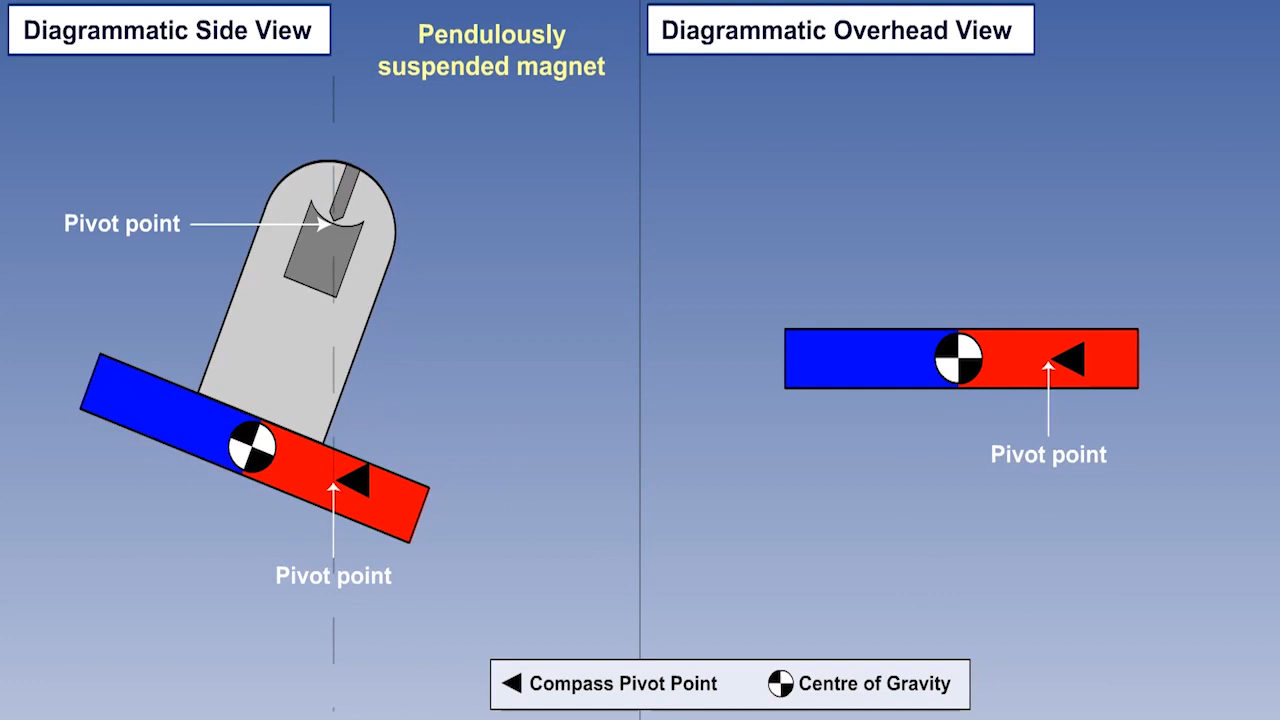 Diagrammatic Side View
Pendulously
suspended magnet
Diagrammatic Overhead View
Pivot point
Pivot point
Pivot point
Compass Pivot Point
Centre of Gravity